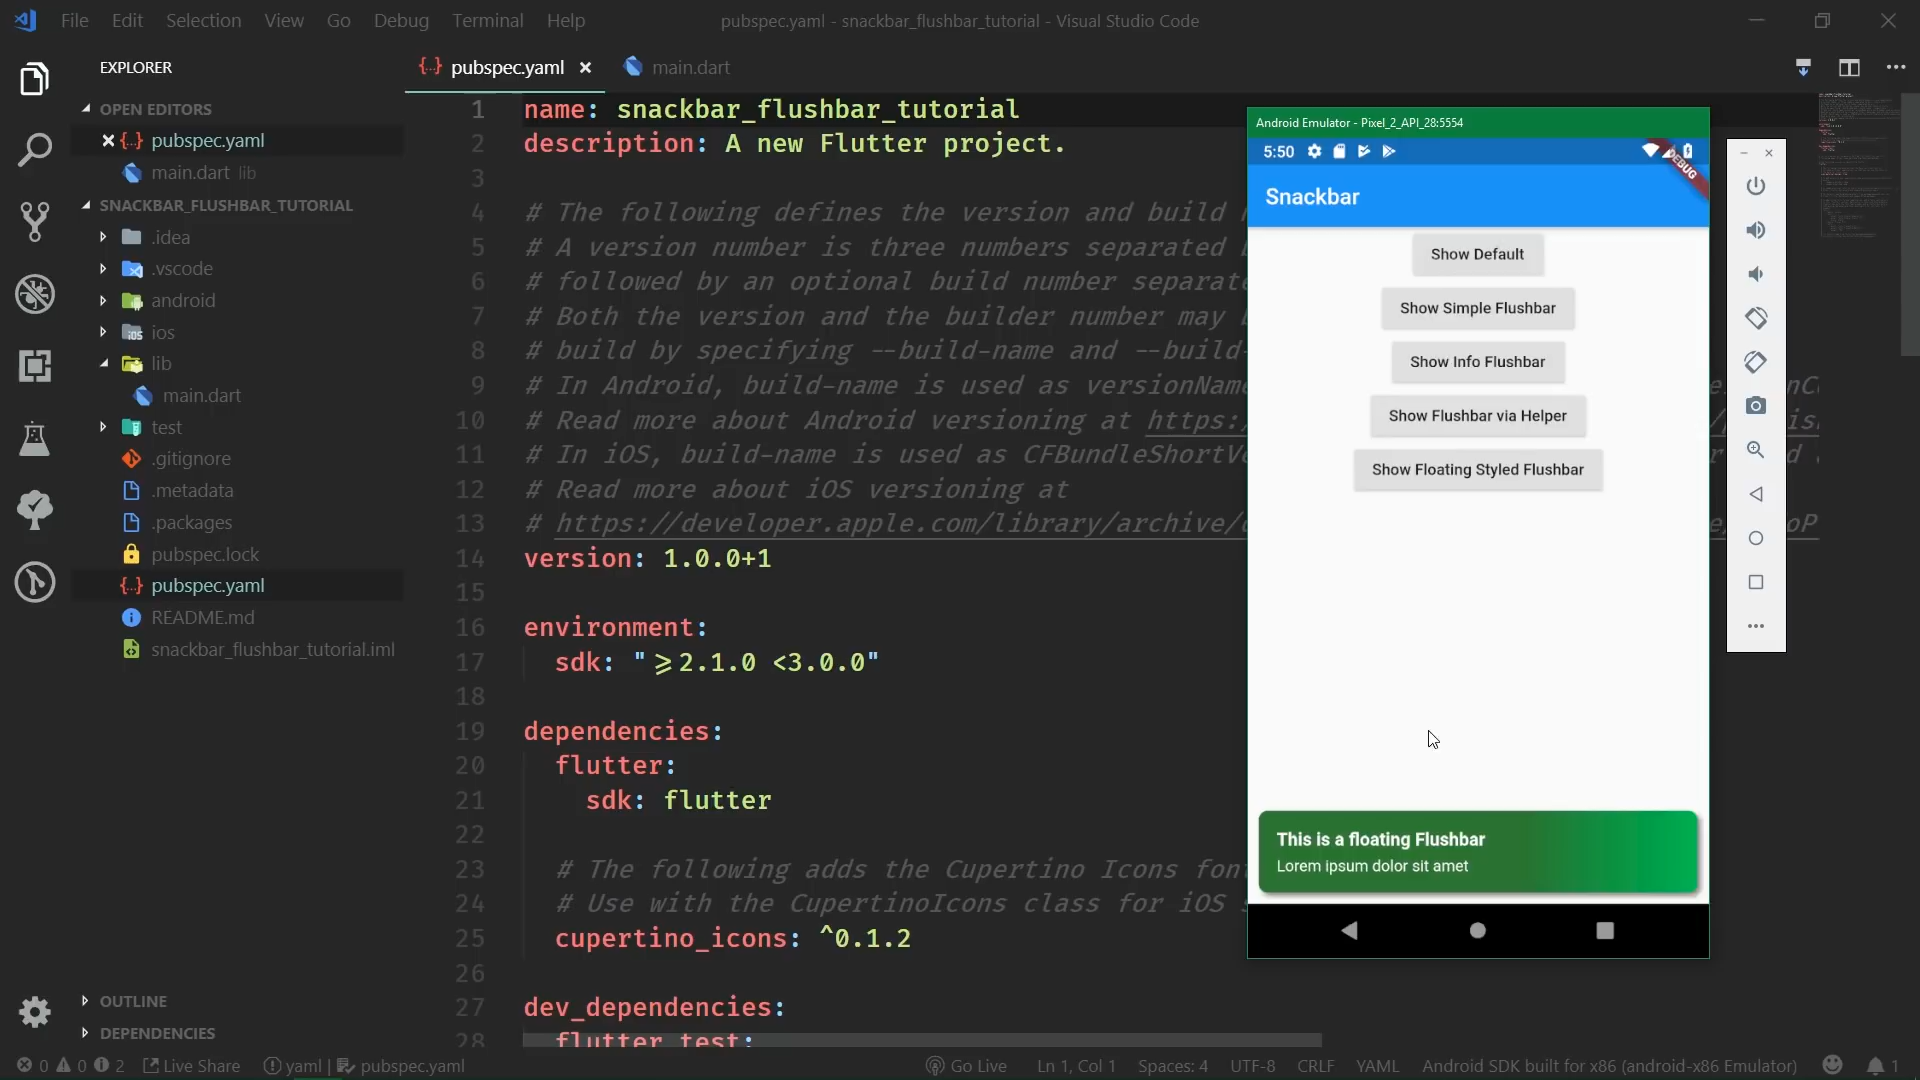 File Edit Selection View Go Debug Terminal Help
pubspec.yaml - snackbar_flushbar_tutorial - Visual Studio Code
EXPLORER
OPEN EDITORS
pubspec.yaml
main.dart lib
SNACKBAR_FLUSHBAR_TUTORIAL
.idea
.vscode
android
ios
lib
main.dart
test
.gitignore
.metadata
.packages
pubspec.lock
pubspec.yaml
README.md
snackbar_flushbar_tutorial.iml
OUTLINE
DEPENDENCIES
pubspec.yaml main.dart
1 name: snackbar_flushbar_tutorial
2 description: A new Flutter project.
3
4 # The following defines the version and build
5 # A version number is three numbers separated
6 # followed by an optional build number separat
7 # Both the version and the builder number may
8 # build by specifying --build-name and --build-
9 # In Android, build-name is used as versionName
10 # Read more about Android versioning at https:/
11 # In iOS, build-name is used as CFBundleShortVe
12 # Read more about iOS versioning at
13 # https://developer.apple.com/library/archive/
14 version: 1.0.0+1
15
16 environment:
17 sdk: ">=2.1.0 <3.0.0"
18
19 dependencies:
20 flutter:
21 sdk: flutter
22
23 # The following adds the Cupertino Icons fon
24 # Use with the CupertinoIcons class for iOS
25 cupertino_icons: ^0.1.2
26
27 dev_dependencies:
28 flutter_test:
Android Emulator - Pixel_2_API_28:5554
5:50
DEBUG
Snackbar
Show Default
Show Simple Flushbar
Show Info Flushbar
Show Flushbar via Helper
Show Floating Styled Flushbar
This is a floating Flushbar
Lorem ipsum dolor sit amet
0 0 2 Live Share yaml | pubspec.yaml
Go Live Ln 1, Col 1 Spaces: 4 UTF-8 CRLF YAML Android SDK built for x86 (android-x86 Emulator) 1